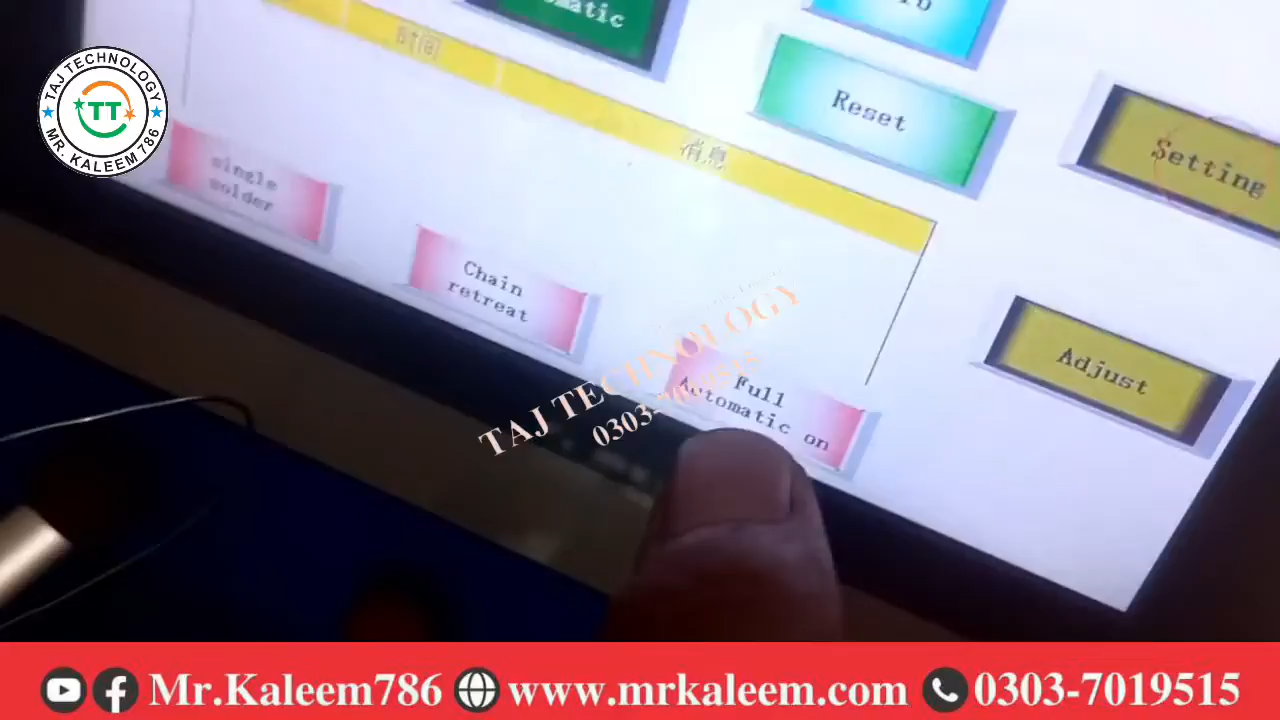 TAJ TECHNOLOGY
TT
MR. KALEEM 786
Reset
消息
Setting
single
solder
Chain
retreat
Full
Automatic on
Adjust
TAJ TECHNOLOGY
Mr.Kaleem786
www.mrkaleem.com
0303-7019515